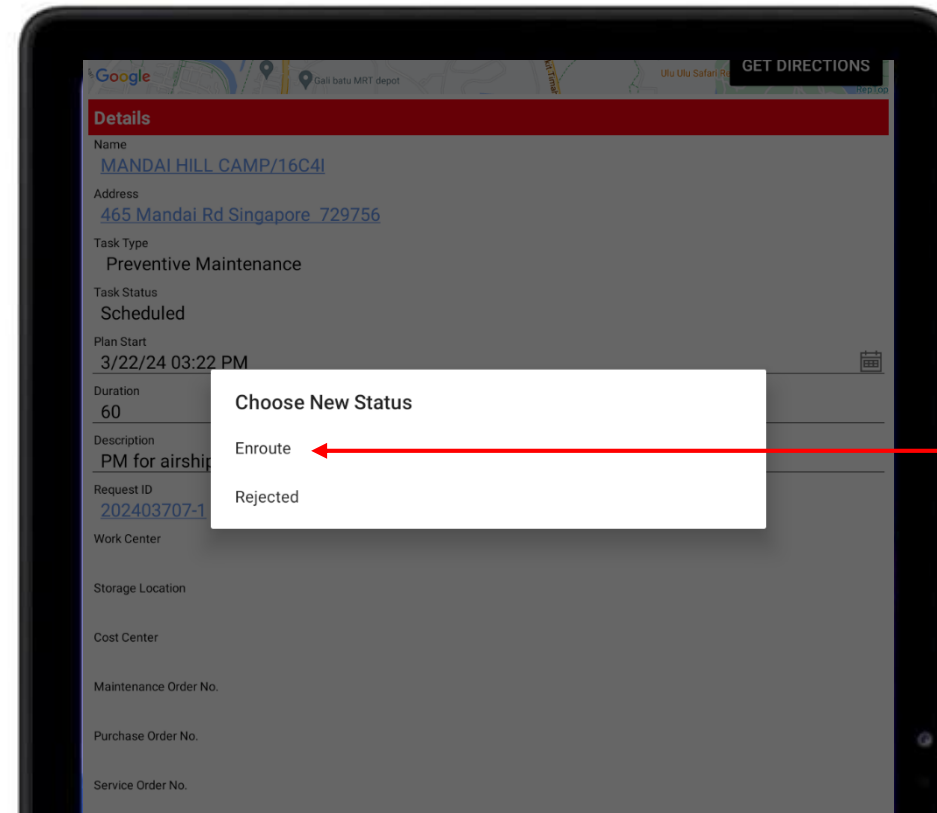 Google
Gali batu MRT depot
Ulu Ulu Safari Re
GET DIRECTIONS
Details
Name
MANDAI HILL CAMP/16C4I
Address
465 Mandai Rd Singapore 729756
Task Type
Preventive Maintenance
Task Status
Scheduled
Plan Start
3/22/24 03:22 PM
Duration
60
Choose New Status
Description
Enroute
PM for airship
Request ID
Rejected
202403707-1
Work Center
Storage Location
Cost Center
Maintenance Order No.
Purchase Order No.
Service Order No.